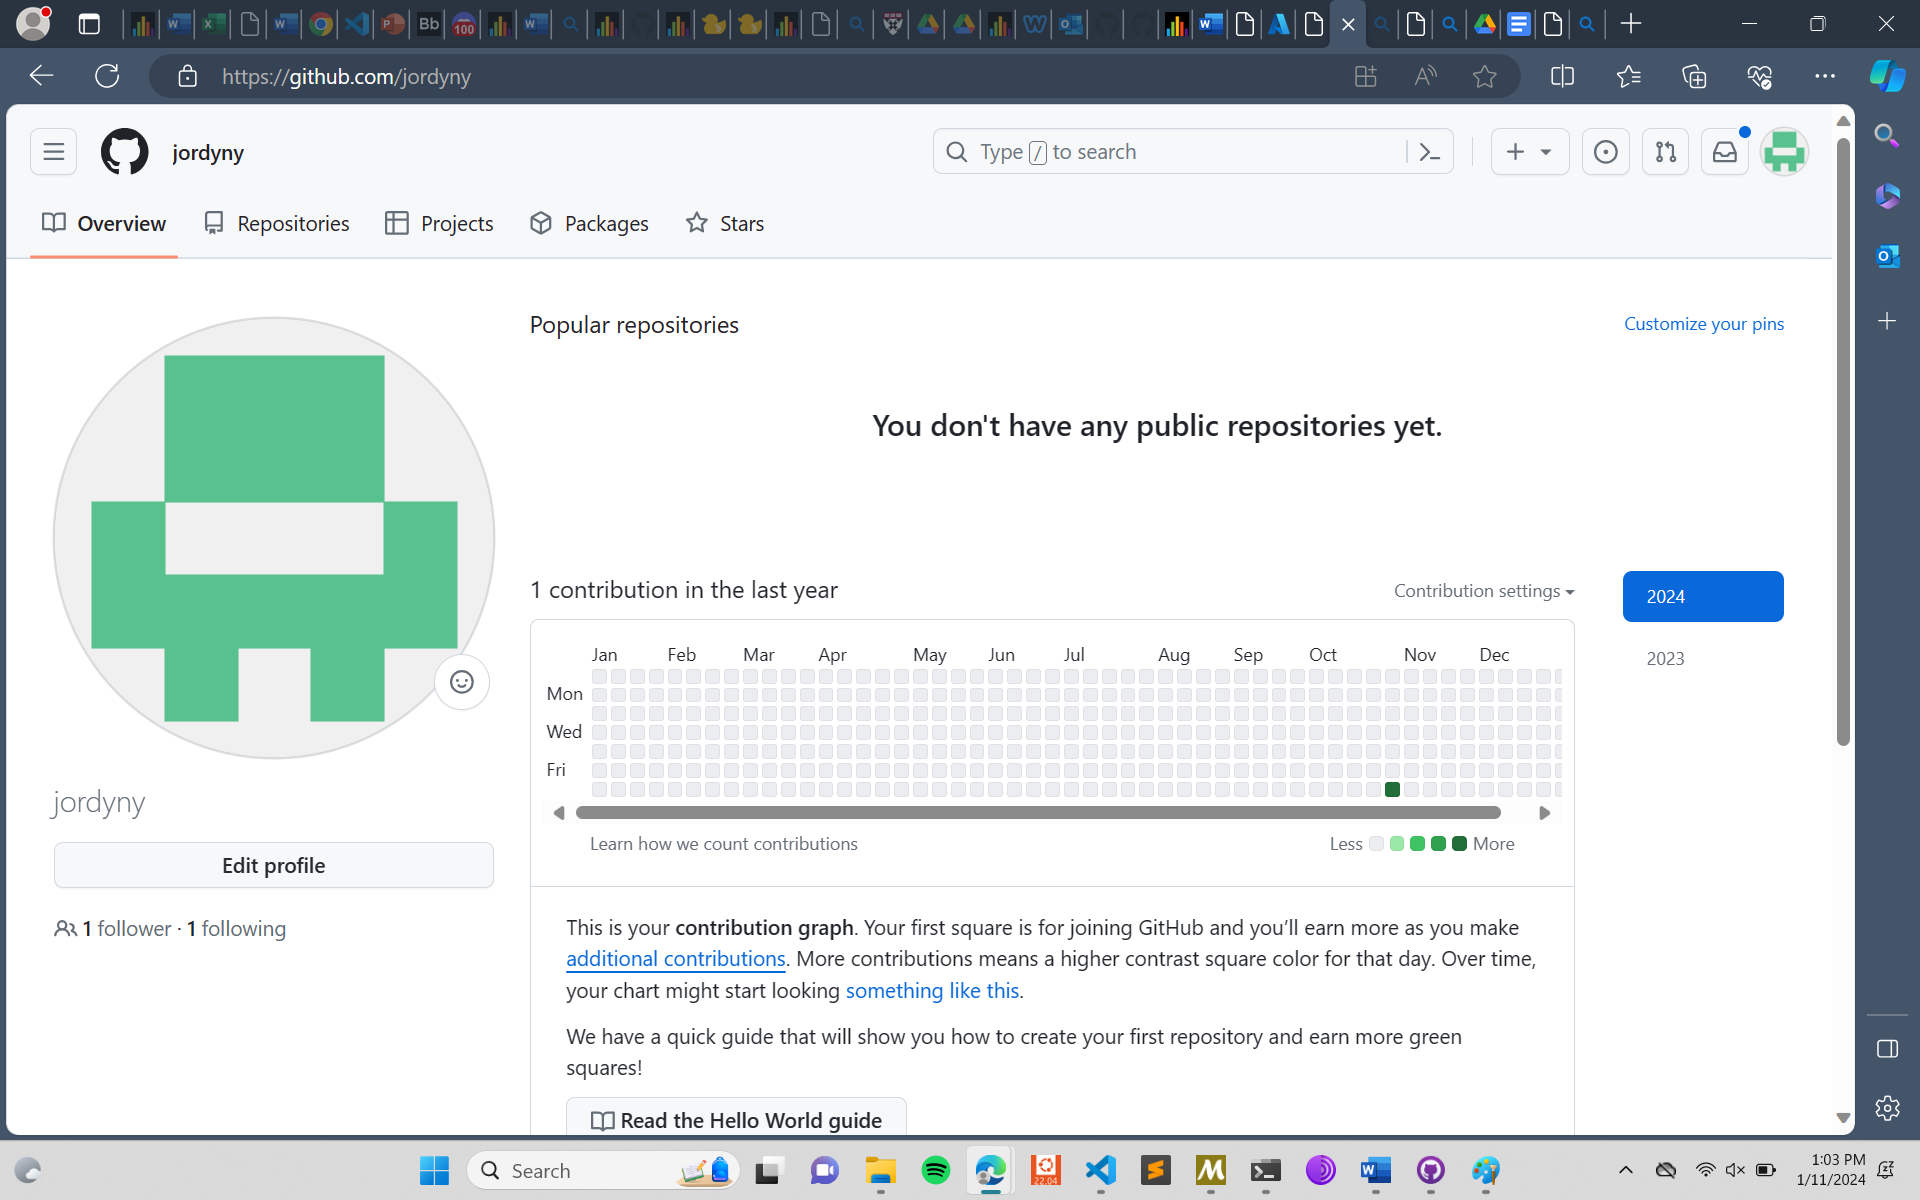 Bb
100
https://github.com/jordyny
jordyny
Type / to search
Overview
Repositories
Projects
Packages
Stars
Popular repositories
Customize your pins
You don't have any public repositories yet.
1 contribution in the last year
Contribution settings
2024
2023
Jan Feb Mar Apr May Jun Jul Aug Sep Oct Nov Dec
Mon
Wed
Fri
Learn how we count contributions
Less
More
jordyny
Edit profile
1 follower · 1 following
This is your contribution graph. Your first square is for joining GitHub and you’ll earn more as you make
additional contributions. More contributions means a higher contrast square color for that day. Over time,
your chart might start looking something like this.
We have a quick guide that will show you how to create your first repository and earn more green
squares!
Read the Hello World guide
Search
22.04
1:03 PM
1/11/2024